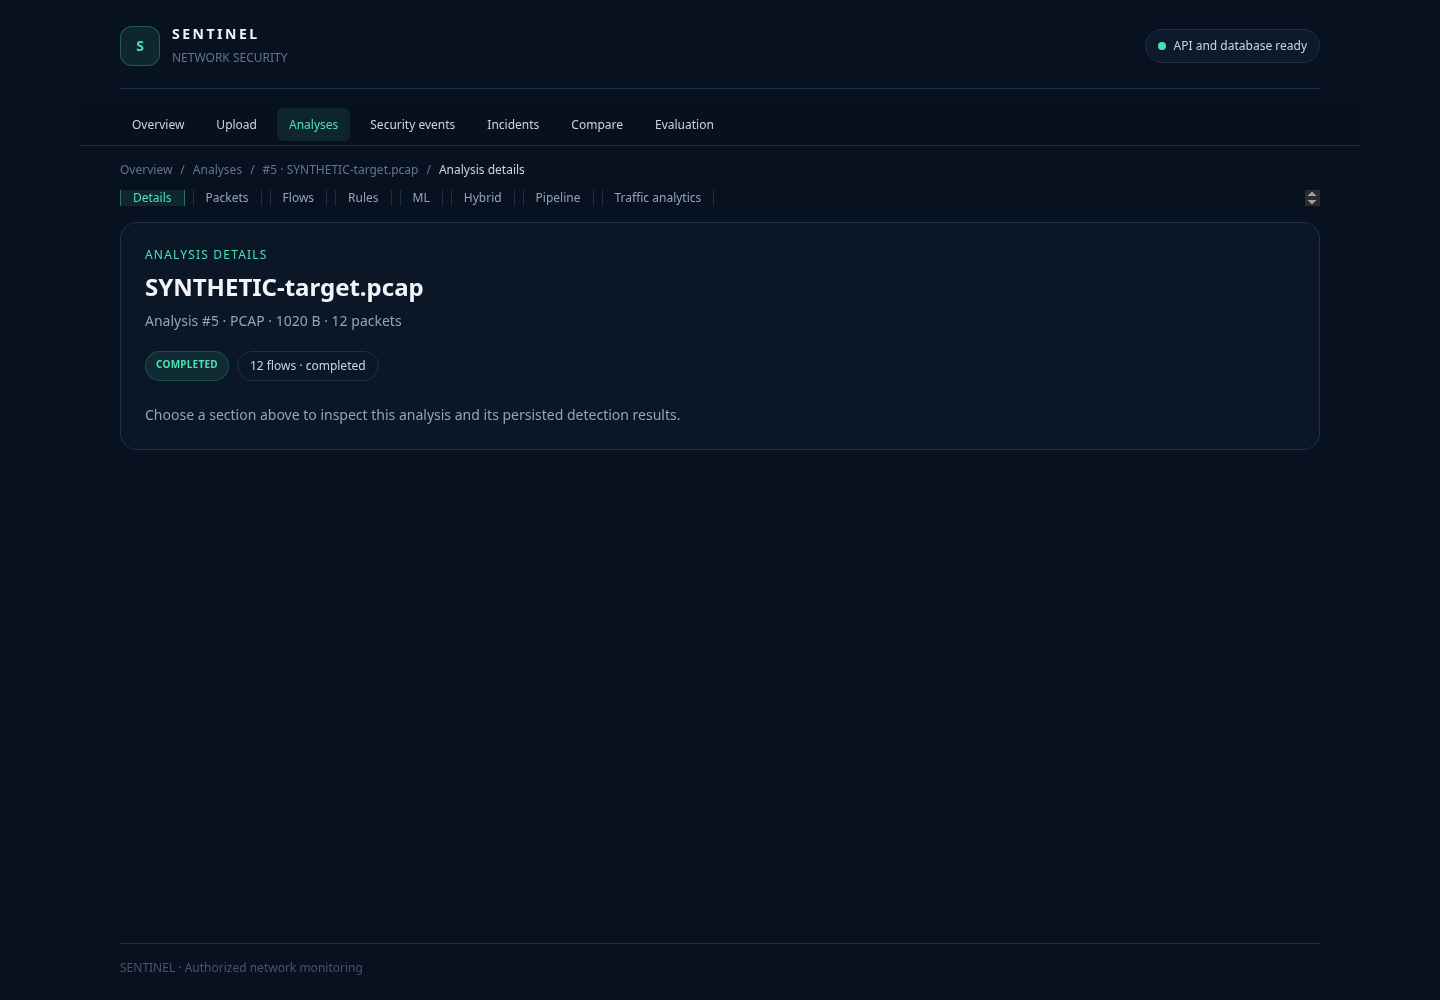 S
SENTINEL
NETWORK SECURITY
API and database ready
Overview Upload Analyses Security events Incidents Compare Evaluation
Overview / Analyses / #5 · SYNTHETIC-target.pcap / Analysis details
Details Packets Flows Rules ML Hybrid Pipeline Traffic analytics
ANALYSIS DETAILS
SYNTHETIC-target.pcap
Analysis #5 · PCAP · 1020 B · 12 packets
COMPLETED 12 flows · completed
Choose a section above to inspect this analysis and its persisted detection results.
SENTINEL · Authorized network monitoring